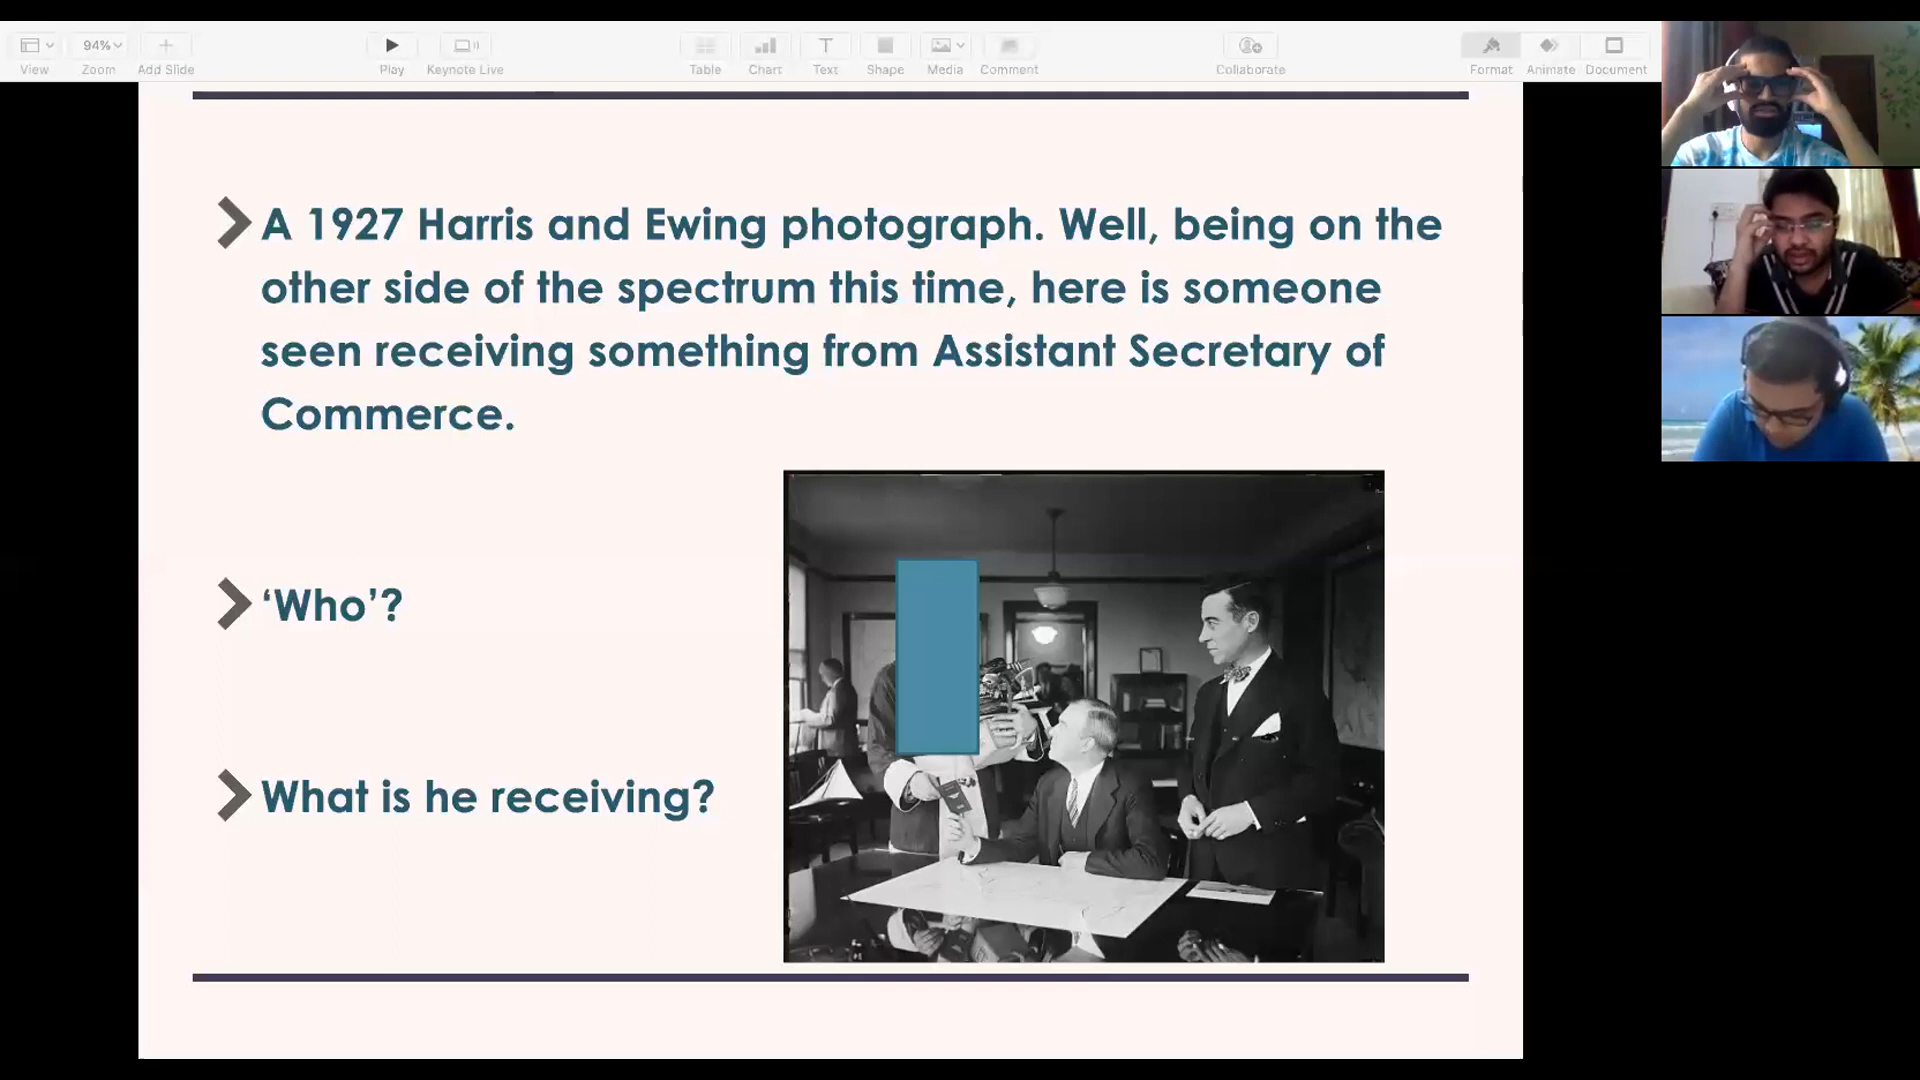 94%
View
Zoom
Add Slide
Play
Keynote Live
Table
Chart
Text
Shape
Media
Comment
Collaborate
Format
Animate
Document
A 1927 Harris and Ewing photograph. Well, being on the
other side of the spectrum this time, here is someone
seen receiving something from Assistant Secretary of
Commerce.
‘Who’?
What is he receiving?